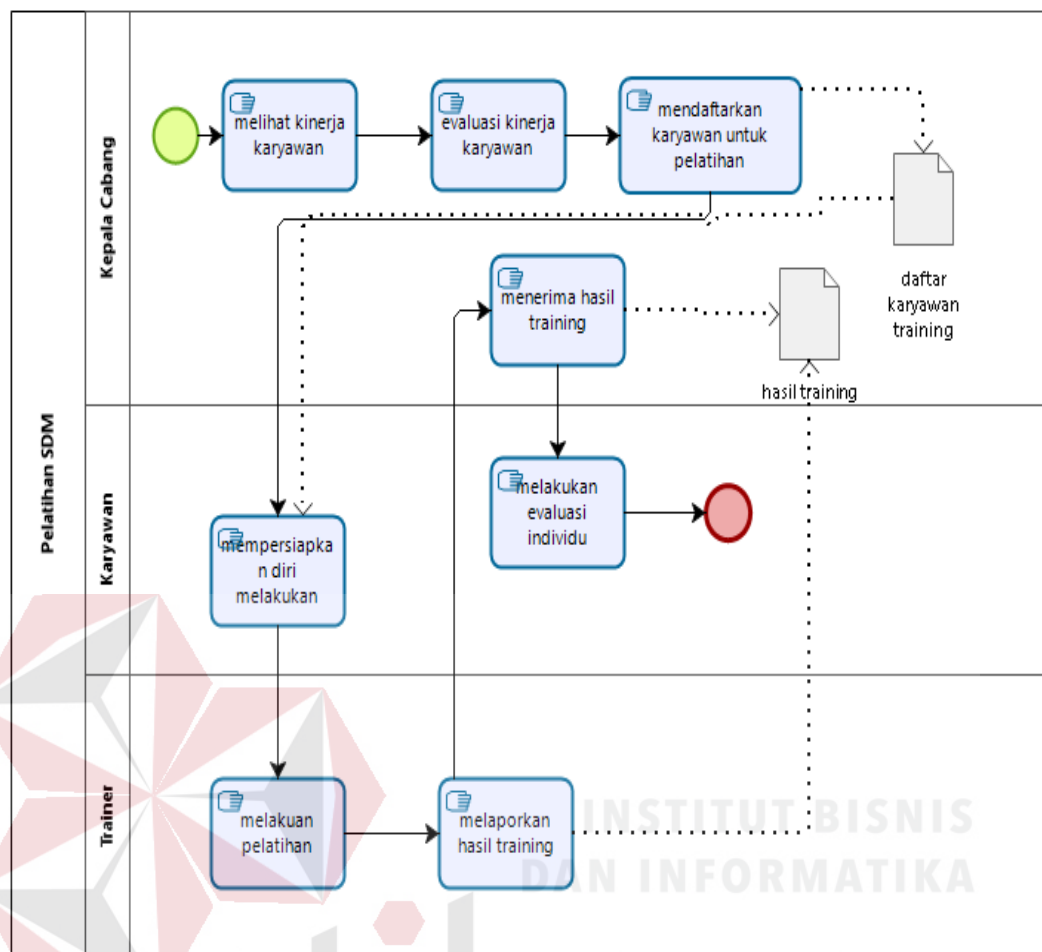 Pelatihan SDM
Kepala Cabang
melihat kinerja
karyawan
evaluasi kinerja
karyawan
mendaftarkan
karyawan untuk
pelatihan
daftar
karyawan
training
menerima hasil
training
hasil training
Karyawan
melakukan
evaluasi
individu
mempersiapka
n diri
melakukan
Trainer
melakuan
pelatihan
melaporkan
hasil training
INSTITUT BISNIS
DAN INFORMATIKA